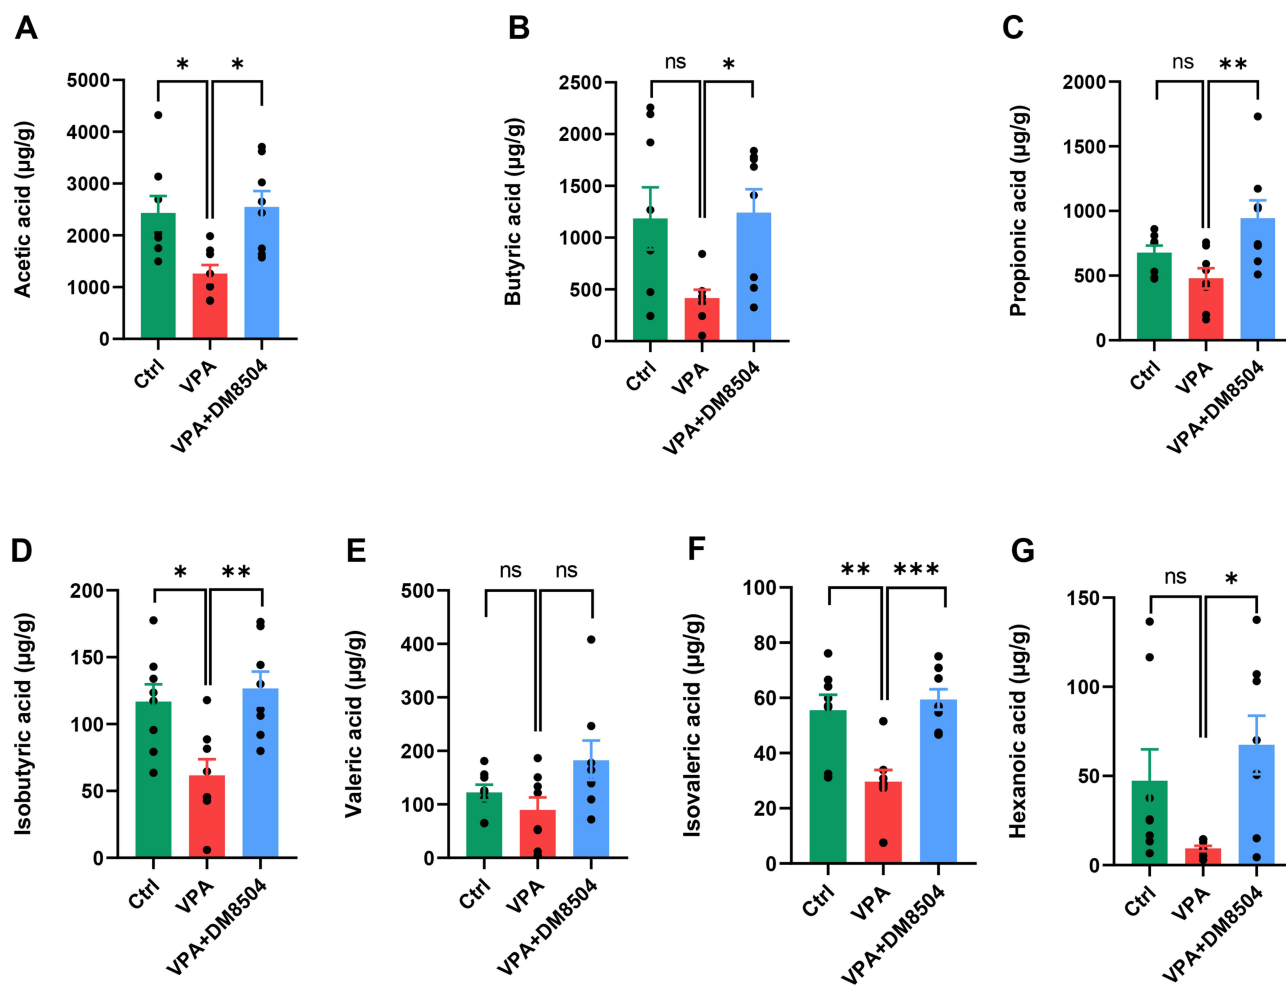 A
B
C
* *
ns *
ns **
Acetic acid (µg/g)
5000
4000
3000
2000
1000
0
Ctrl
VPA
VPA+DM8504
Butyric acid (µg/g)
2500
2000
1500
1000
500
0
Ctrl
VPA
VPA+DM8504
Propionic acid (µg/g)
2000
1500
1000
500
0
Ctrl
VPA
VPA+DM8504
D
E
F
G
* **
ns ns
** ***
ns *
Isobutyric acid (µg/g)
200
150
100
50
0
Ctrl
VPA
VPA+DM8504
Valeric acid (µg/g)
500
400
300
200
100
0
Ctrl
VPA
VPA+DM8504
Isovaleric acid (µg/g)
100
80
60
40
20
0
Ctrl
VPA
VPA+DM8504
Hexanoic acid (µg/g)
150
100
50
0
Ctrl
VPA
VPA+DM8504